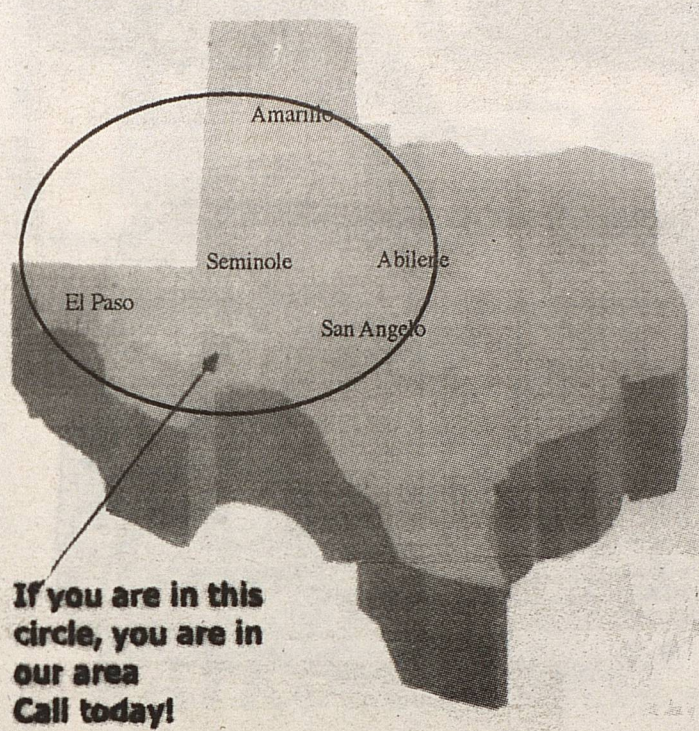 Amarillo
Seminole
Abilene
El Paso
San Angelo
If you are in this
circle, you are in
our area
Call today!